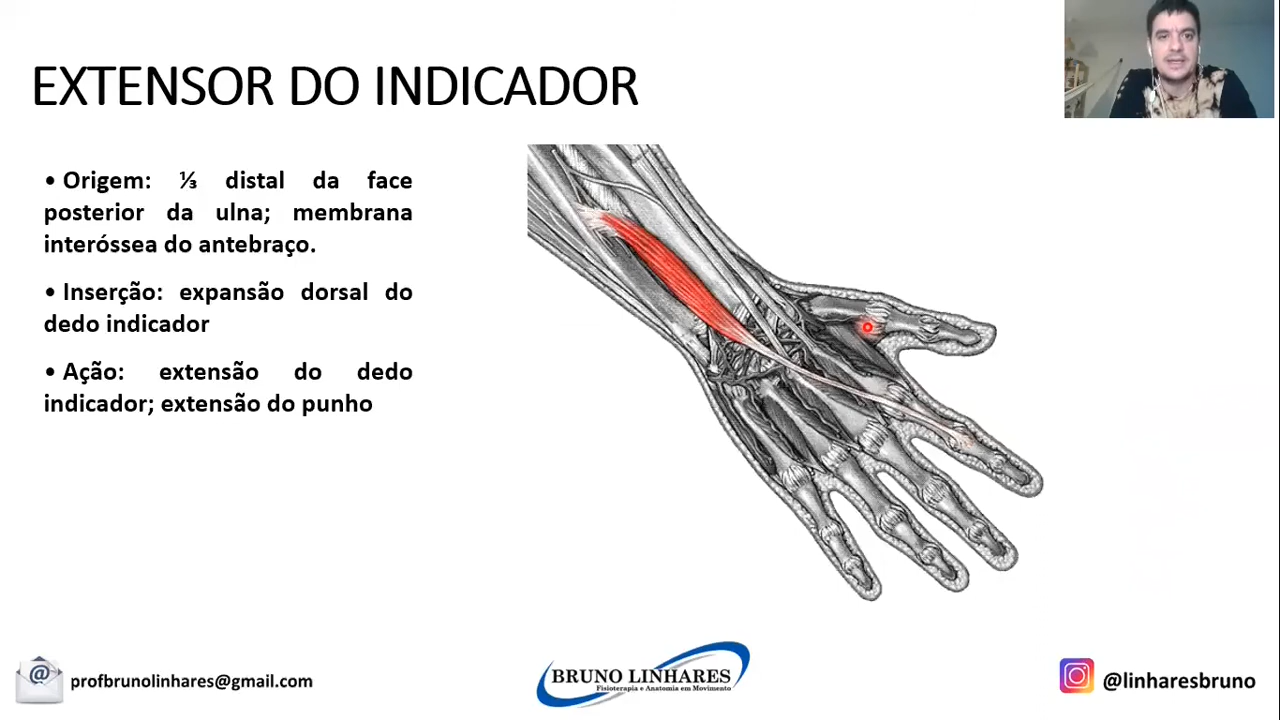 EXTENSOR DO INDICADOR
• Origem: ⅓ distal da face
posterior da ulna; membrana
interóssea do antebraço.
• Inserção: expansão dorsal do
dedo indicador
• Ação: extensão do dedo
indicador; extensão do punho
@
profbrunolinhares@gmail.com
BRUNO LINHARES
Fisioterapia e Anatomia em Movimento
@linharesbruno